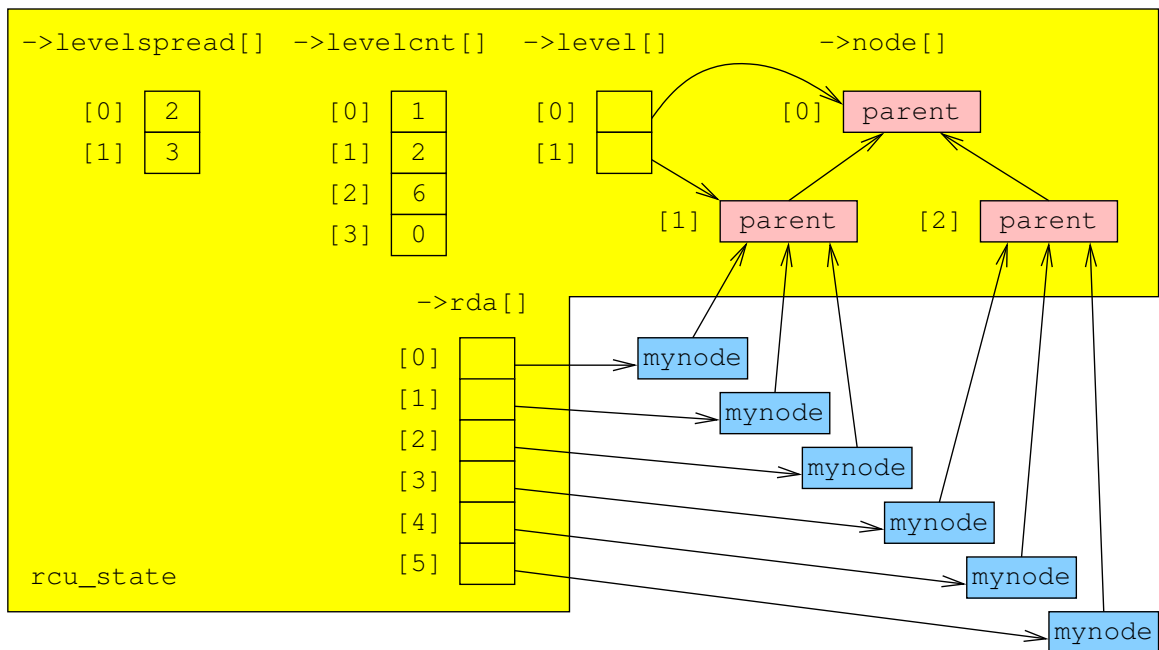 ->levelspread[] ->levelcnt[] ->level[] ->node[]
[0] 2 [0] 1 [0] [0] parent
[1] 3 [1] 2 [1]
[2] 6 [1] parent [2] parent
[3] 0
->rda[]
[0] mynode
[1] mynode
[2] mynode
[3] mynode
[4] mynode
[5] mynode
rcu_state